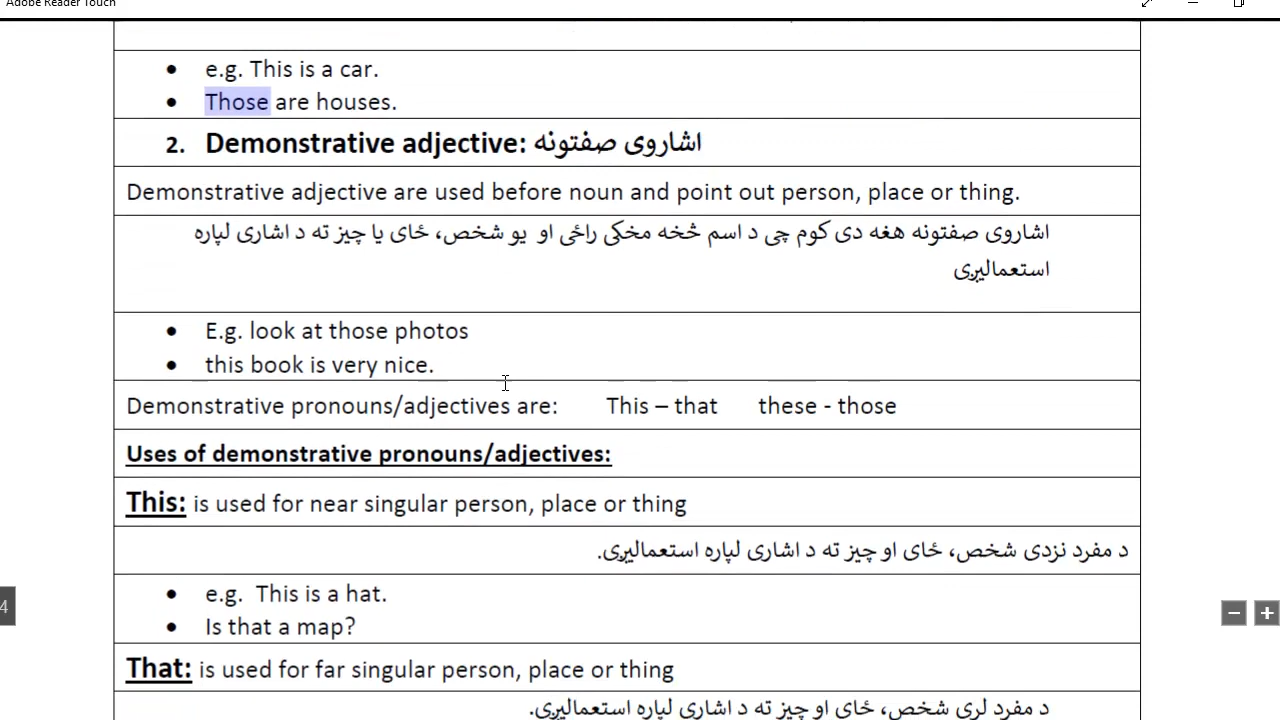 Adobe Reader Touch
• e.g. This is a car.
• Those are houses.
2. Demonstrative adjective: اشاروی صفتونه
Demonstrative adjective are used before noun and point out person, place or thing.
اشاروی صفتونه هغه دی کوم چی د اسم څخه مخکی راځی او یو شخص، ځای یا چیز ته د اشاری لپاره
استعمالیږی
• E.g. look at those photos
• this book is very nice.
Demonstrative pronouns/adjectives are: This – that these - those
Uses of demonstrative pronouns/adjectives:
This: is used for near singular person, place or thing
د مفرد نزدی شخص، ځای او چیز ته د اشاری لپاره استعمالیږی.
• e.g. This is a hat.
• Is that a map?
That: is used for far singular person, place or thing
د مفرد لری شخص، ځای او چیز ته د اشاری لپاره استعمالیږی.
4